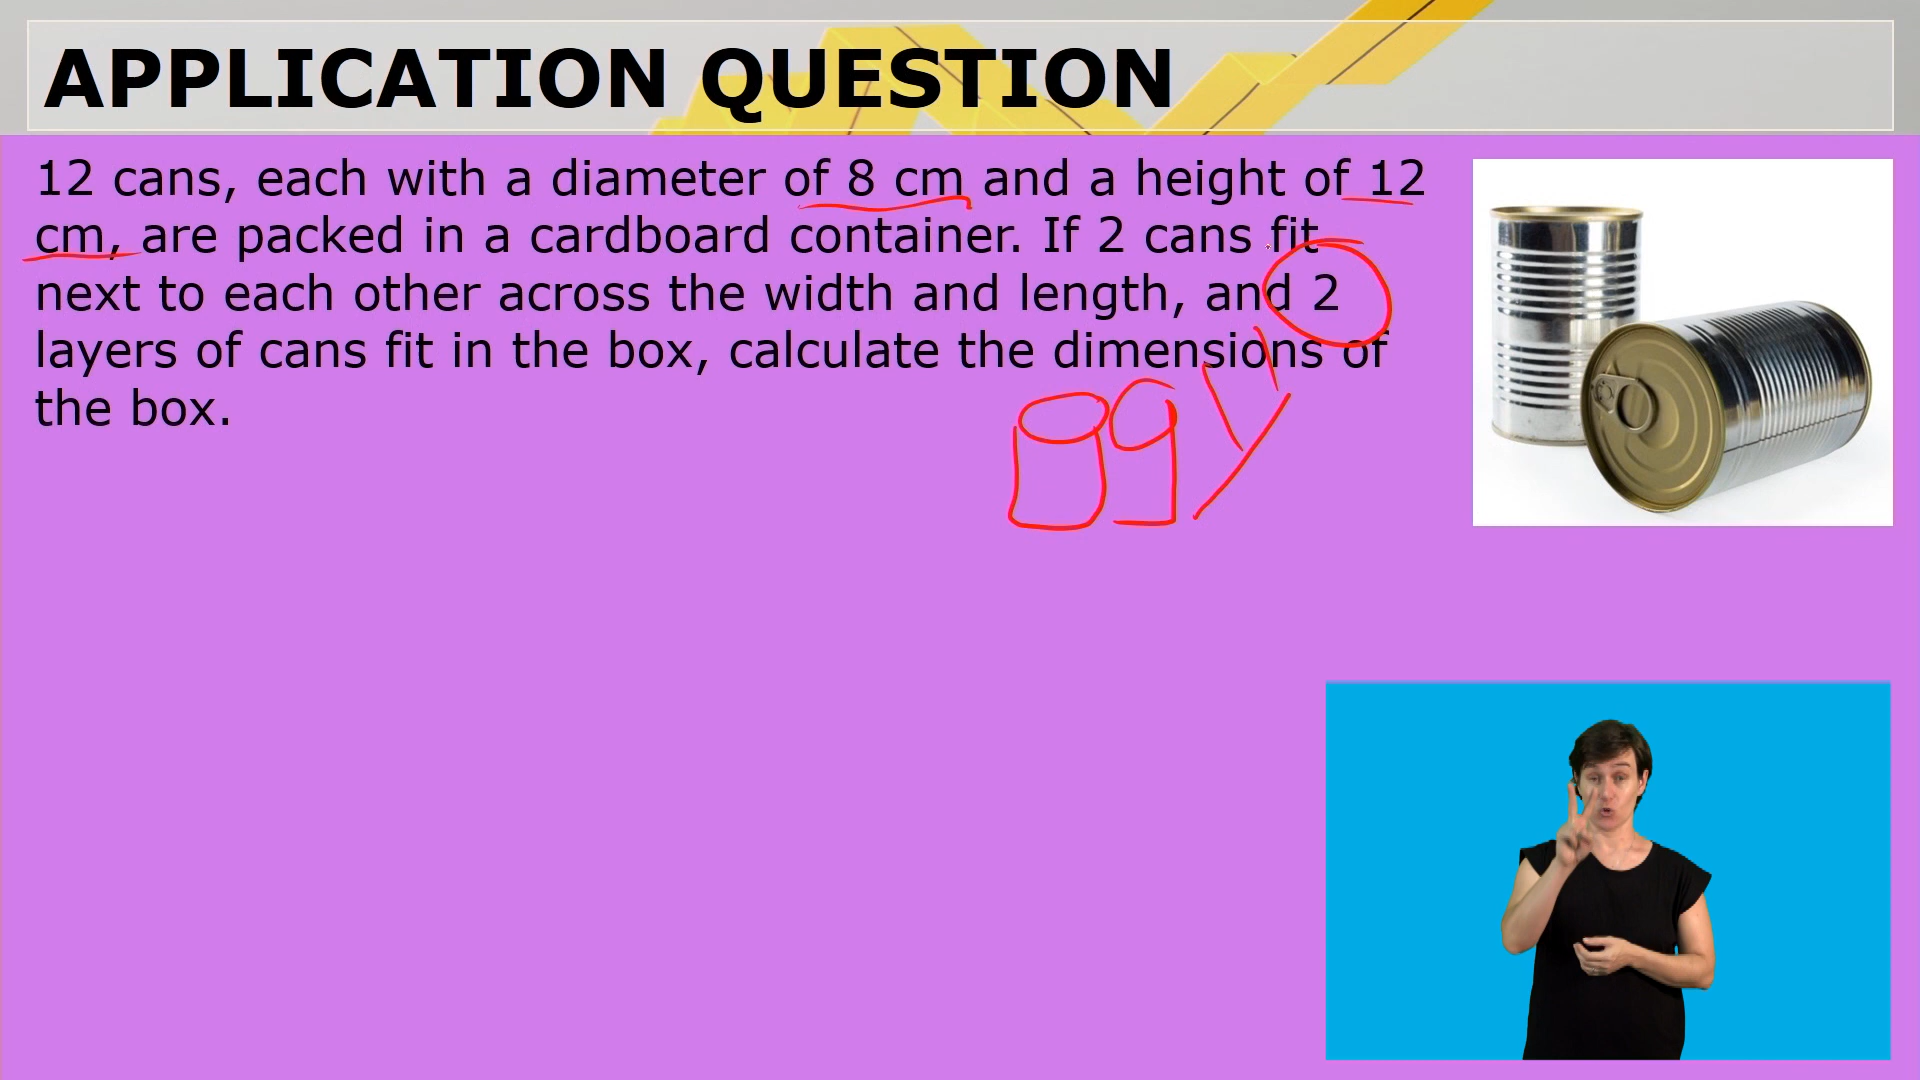 APPLICATION QUESTION
12 cans, each with a diameter of 8 cm and a height of 12
cm, are packed in a cardboard container. If 2 cans fit
next to each other across the width and length, and 2
layers of cans fit in the box, calculate the dimensions of
the box.